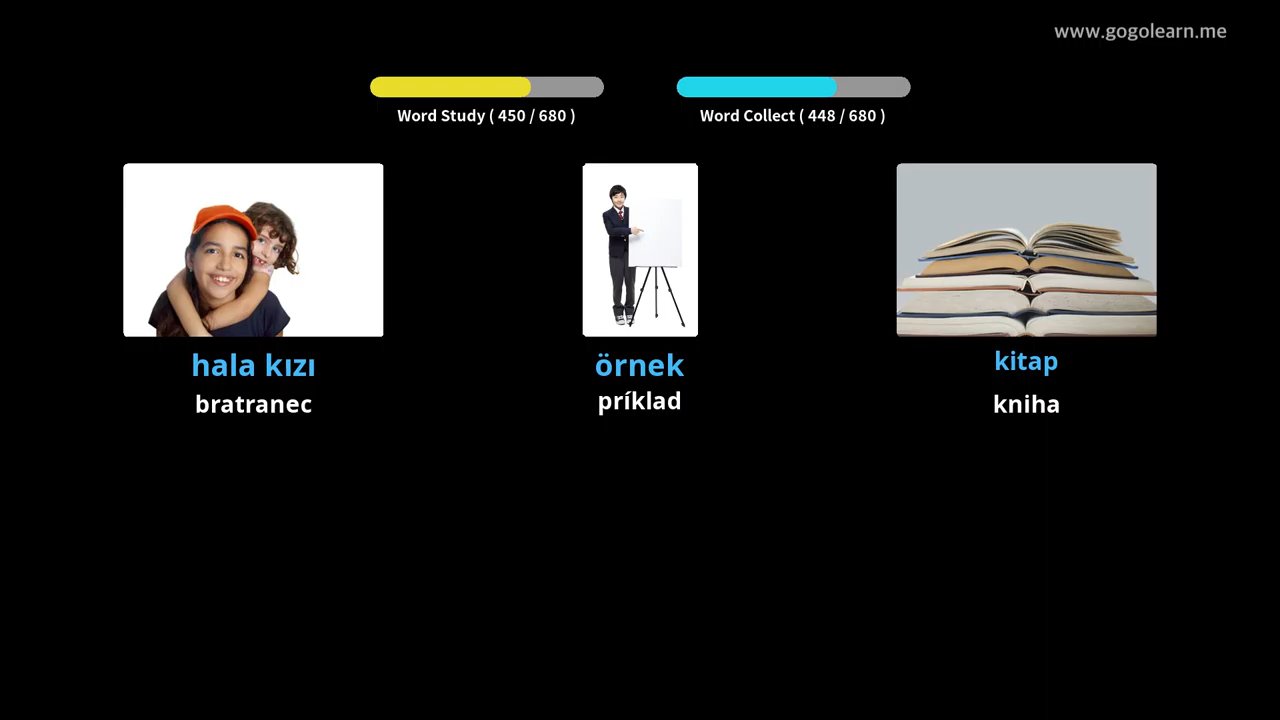 www.gogolearn.me
Word Study ( 450 / 680 )
Word Collect ( 448 / 680 )
hala kızı
bratranec
örnek
príklad
kitap
kniha